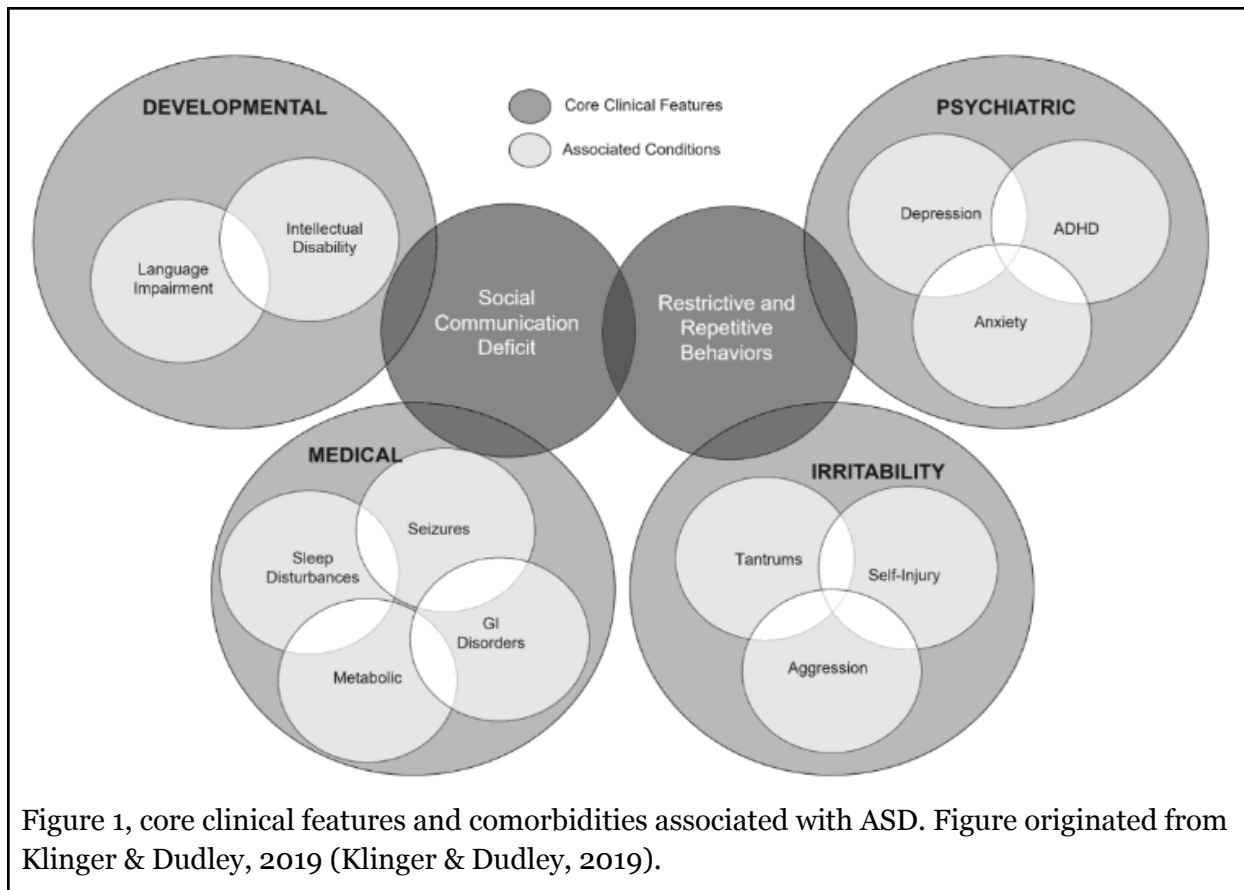 DEVELOPMENTAL
Language
Impairment
Intellectual
Disability
Core Clinical Features
Associated Conditions
PSYCHIATRIC
Depression
ADHD
Anxiety
Social
Communication
Deficit
Restrictive and
Repetitive
Behaviors
MEDICAL
Seizures
Sleep
Disturbances
GI
Disorders
Metabolic
IRRITABILITY
Tantrums
Self-Injury
Aggression
Figure 1, core clinical features and comorbidities associated with ASD. Figure originated from
Klinger & Dudley, 2019 (Klinger & Dudley, 2019).